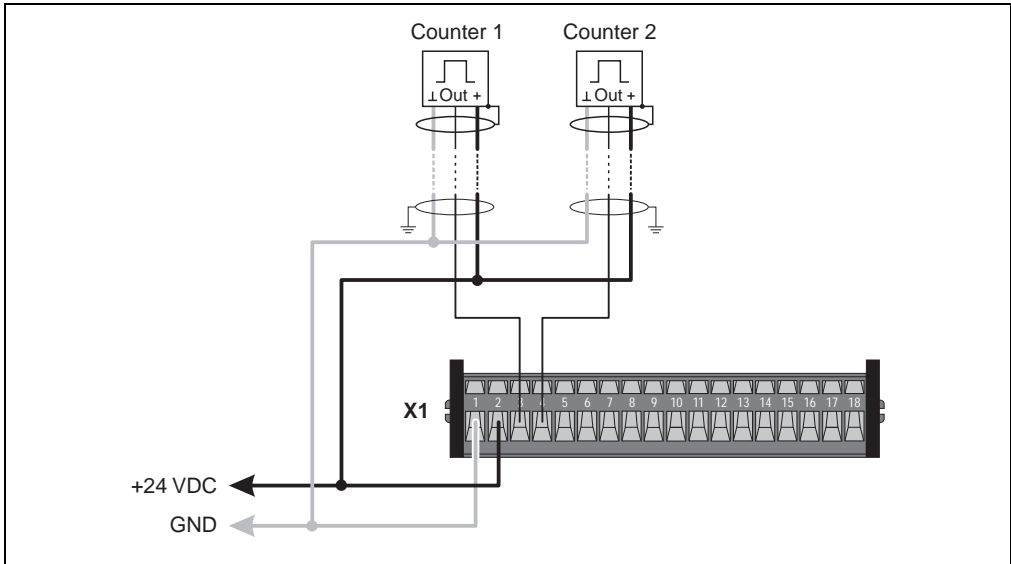 Counter 1 Counter 2
⊥ Out + ⊥ Out +
1 2 3 4 5 6 7 8 9 10 11 12 13 14 15 16 17 18
X1
+24 VDC
GND